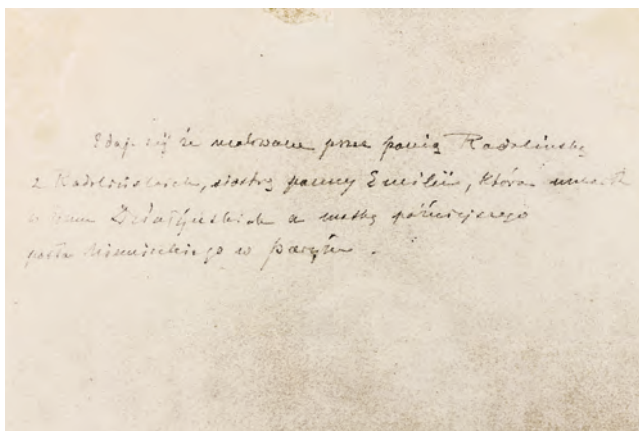 Zdaje się że malowane przez panią Radolińską
z Radolińskich, siostrę panny Emilii, która umarła
w domu Działyńskich a matkę późniejszego
posła niemieckiego w Paryżu.